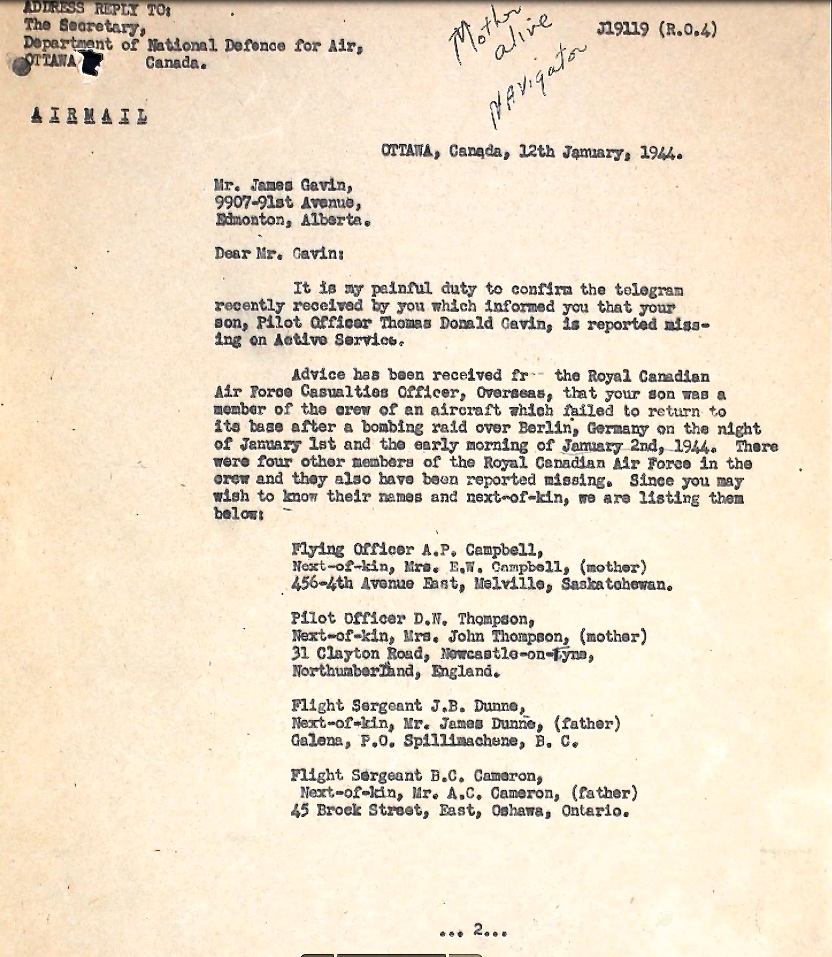 ADDRESS REPLY TO:
The Secretary,
Department of National Defence for Air,
OTTAWA Canada.
Mother
alive
Navigator
J19119 (R.O.4)
AIRMAIL
OTTAWA, Canada, 12th January, 1944.
Mr. James Gavin,
9907-91st Avenue,
Edmonton, Alberta.
Dear Mr. Gavin:
It is my painful duty to confirm the telegram
recently received by you which informed you that your
son, Pilot Officer Thomas Donald Gavin, is reported miss-
ing on Active Service.
Advice has been received fr-- the Royal Canadian
Air Force Casualties Officer, Overseas, that your son was a
member of the crew of an aircraft which failed to return to
its base after a bombing raid over Berlin, Germany on the night
of January 1st and the early morning of January 2nd, 1944. There
were four other members of the Royal Canadian Air Force in the
crew and they also have been reported missing. Since you may
wish to know their names and next-of-kin, we are listing them
below:
Flying Officer A.P. Campbell,
Next-of-kin, Mrs. E.W. Campbell, (mother)
456-4th Avenue East, Melville, Saskatchewan.
Pilot Officer D.N. Thompson,
Next-of-kin, Mrs. John Thompson, (mother)
31 Clayton Road, Newcastle-on-Tyne,
Northumberland, England.
Flight Sergeant J.B. Dunne,
Next-of-kin, Mr. James Dunne, (father)
Galena, P.O. Spillimachene, B. C.
Flight Sergeant B.C. Cameron,
Next-of-kin, Mr. A.C. Cameron, (father)
45 Brock Street, East, Oshawa, Ontario.
... 2...